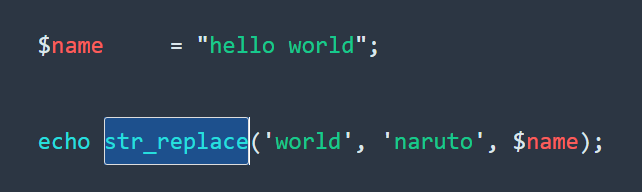 $name     = "hello world";
echo str_replace('world', 'naruto', $name);